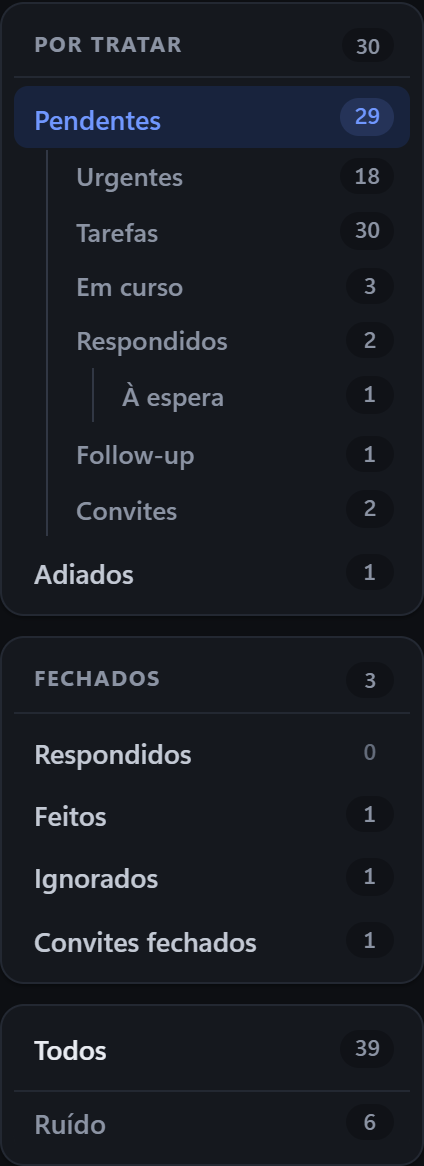 POR TRATAR 30
Pendentes 29
Urgentes 18
Tarefas 30
Em curso 3
Respondidos 2
À espera 1
Follow-up 1
Convites 2
Adiados 1
FECHADOS 3
Respondidos 0
Feitos 1
Ignorados 1
Convites fechados 1
Todos 39
Ruído 6